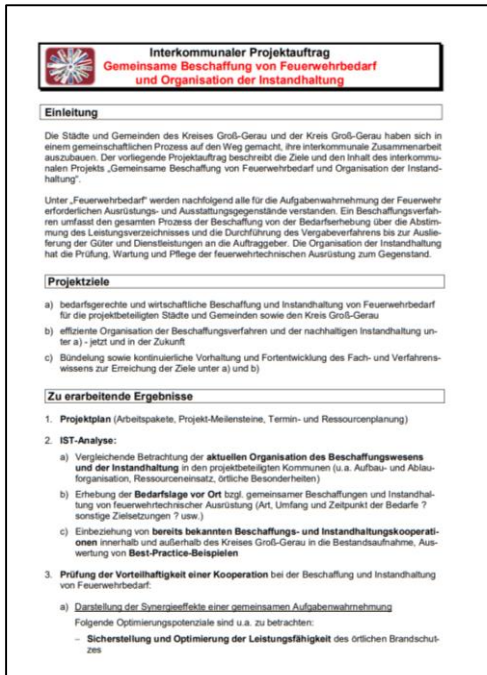 Interkommunaler Projektauftrag
Gemeinsame Beschaffung von Feuerwehrbedarf
und Organisation der Instandhaltung
Einleitung
Die Städte und Gemeinden des Kreises Groß-Gerau und der Kreis Groß-Gerau haben sich in
einem gemeinschaftlichen Prozess auf den Weg gemacht, ihre interkommunale Zusammenarbeit
auszubauen. Der vorliegende Projektauftrag beschreibt die Ziele und den Inhalt des interkommu-
nalen Projekts „Gemeinsame Beschaffung von Feuerwehrbedarf und Organisation der Instand-
haltung“.
Unter „Feuerwehrbedarf“ werden nachfolgend alle für die Aufgabenwahrnehmung der Feuerwehr
erforderlichen Ausrüstungs- und Ausstattungsgegenstände verstanden. Ein Beschaffungsverfah-
ren umfasst den gesamten Prozess der Beschaffung von der Bedarfserhebung über die Abstim-
mung des Leistungsverzeichnisses und die Durchführung des Vergabeverfahrens bis zur Auslie-
ferung der Güter und Dienstleistungen an die Auftraggeber. Die Organisation der Instandhaltung
hat die Prüfung, Wartung und Pflege der feuerwehrtechnischen Ausrüstung zum Gegenstand.
Projektziele
a) bedarfsgerechte und wirtschaftliche Beschaffung und Instandhaltung von Feuerwehrbedarf
für die projektbeteiligten Städte und Gemeinden sowie den Kreis Groß-Gerau
b) effiziente Organisation der Beschaffungsverfahren und der nachhaltigen Instandhaltung un-
ter a) - jetzt und in der Zukunft
c) Bündelung sowie kontinuierliche Vorhaltung und Fortentwicklung des Fach- und Verfahrens-
wissens zur Erreichung der Ziele unter a) und b)
Zu erarbeitende Ergebnisse
1. Projektplan (Arbeitspakete, Projekt-Meilensteine, Termin- und Ressourcenplanung)
2. IST-Analyse:
a) Vergleichende Betrachtung der aktuellen Organisation des Beschaffungswesens
und der Instandhaltung in den projektbeteiligten Kommunen (u.a. Aufbau- und Ablau-
forganisation, Ressourceneinsatz, örtliche Besonderheiten)
b) Erhebung der Bedarfslage vor Ort bzgl. gemeinsamer Beschaffungen und Instandhal-
tung von feuerwehrtechnischer Ausrüstung (Art, Umfang und Zeitpunkt der Bedarfe ?
sonstige Zielsetzungen ? usw.)
c) Einbeziehung von bereits bekannten Beschaffungs- und Instandhaltungskooperati-
onen innerhalb und außerhalb des Kreises Groß-Gerau in die Bestandsaufnahme, Aus-
wertung von Best-Practice-Beispielen
3. Prüfung der Vorteilhaftigkeit einer Kooperation bei der Beschaffung und Instandhaltung
von Feuerwehrbedarf:
a) Darstellung der Synergieeffekte einer gemeinsamen Aufgabenwahrnehmung
Folgende Optimierungspotenziale sind u.a. zu betrachten:
– Sicherstellung und Optimierung der Leistungsfähigkeit des örtlichen Brandschut-
zes